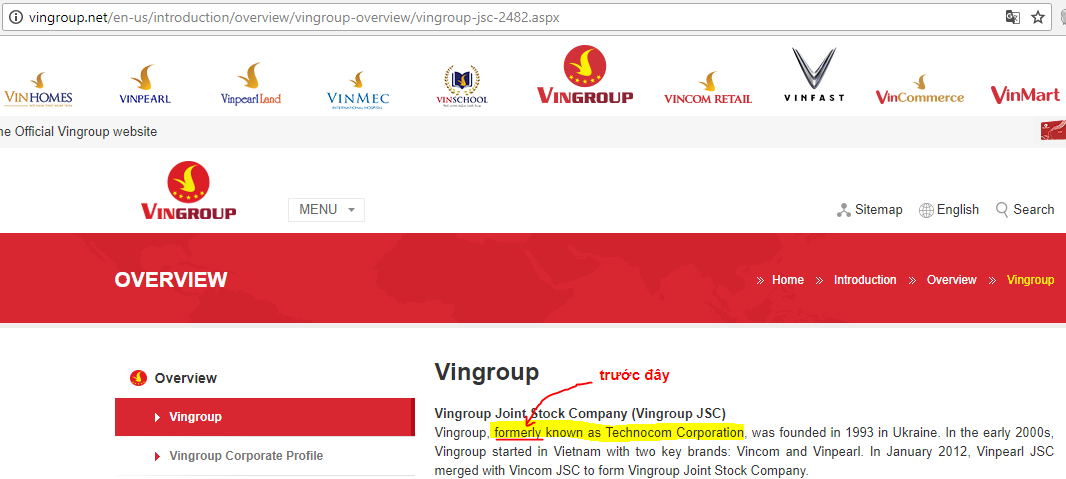 vingroup.net/en-us/introduction/overview/vingroup-overview/vingroup-jsc-2482.aspx
VINHOMES
VINPEARL
VinpearlLand
VINMEC
INTERNATIONAL HOSPITAL
VINSCHOOL
VINGROUP
VINCOM RETAIL
VINFAST
VinCommerce
VinMart
he Official Vingroup website
VINGROUP
MENU
Sitemap
English
Search
OVERVIEW
Home
Introduction
Overview
Vingroup
Overview
Vingroup
Vingroup Corporate Profile
Vingroup
trước đây
Vingroup Joint Stock Company (Vingroup JSC)
Vingroup, formerly known as Technocom Corporation, was founded in 1993 in Ukraine. In the early 2000s,
Vingroup started in Vietnam with two key brands: Vincom and Vinpearl. In January 2012, Vinpearl JSC
merged with Vincom JSC to form Vingroup Joint Stock Company.